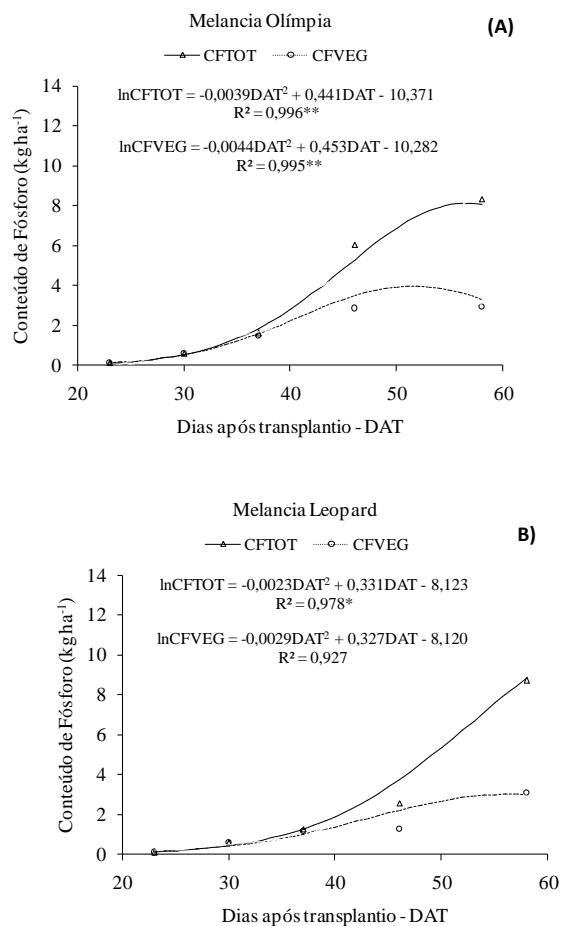 Melancia Olímpia
(A)
CFTOT CFVEG
lnCFTOT = -0,0039DAT² + 0,441DAT - 10,371
R² = 0,996**
lnCFVEG = -0,0044DAT² + 0,453DAT - 10,282
R² = 0,995**
Conteúdo de Fósforo (kg ha⁻¹)
14
12
10
8
6
4
2
0
20 30 40 50 60
Dias após transplantio - DAT
Melancia Leopard
B)
CFTOT CFVEG
lnCFTOT = -0,0023DAT² + 0,331DAT - 8,123
R² = 0,978*
lnCFVEG = -0,0029DAT² + 0,327DAT - 8,120
R² = 0,927
Conteúdo de Fósforo (kg ha⁻¹)
14
12
10
8
6
4
2
0
20 30 40 50 60
Dias após transplantio - DAT